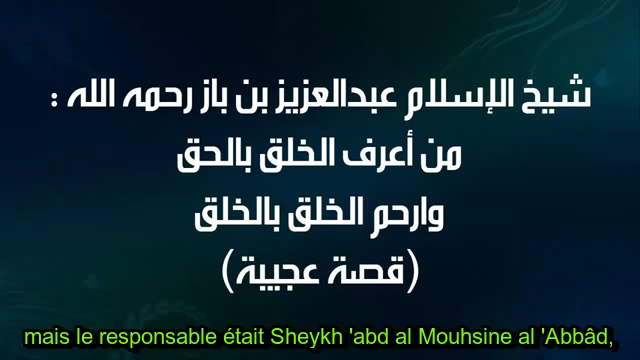 شيخ الإسلام عبدالعزيز بن باز رحمه الله :
من أعرف الخلق بالحق
وارحم الخلق بالخلق
(قصة عجيبة)
mais le responsable était Sheykh 'abd al Mouhsine al 'Abbâd,